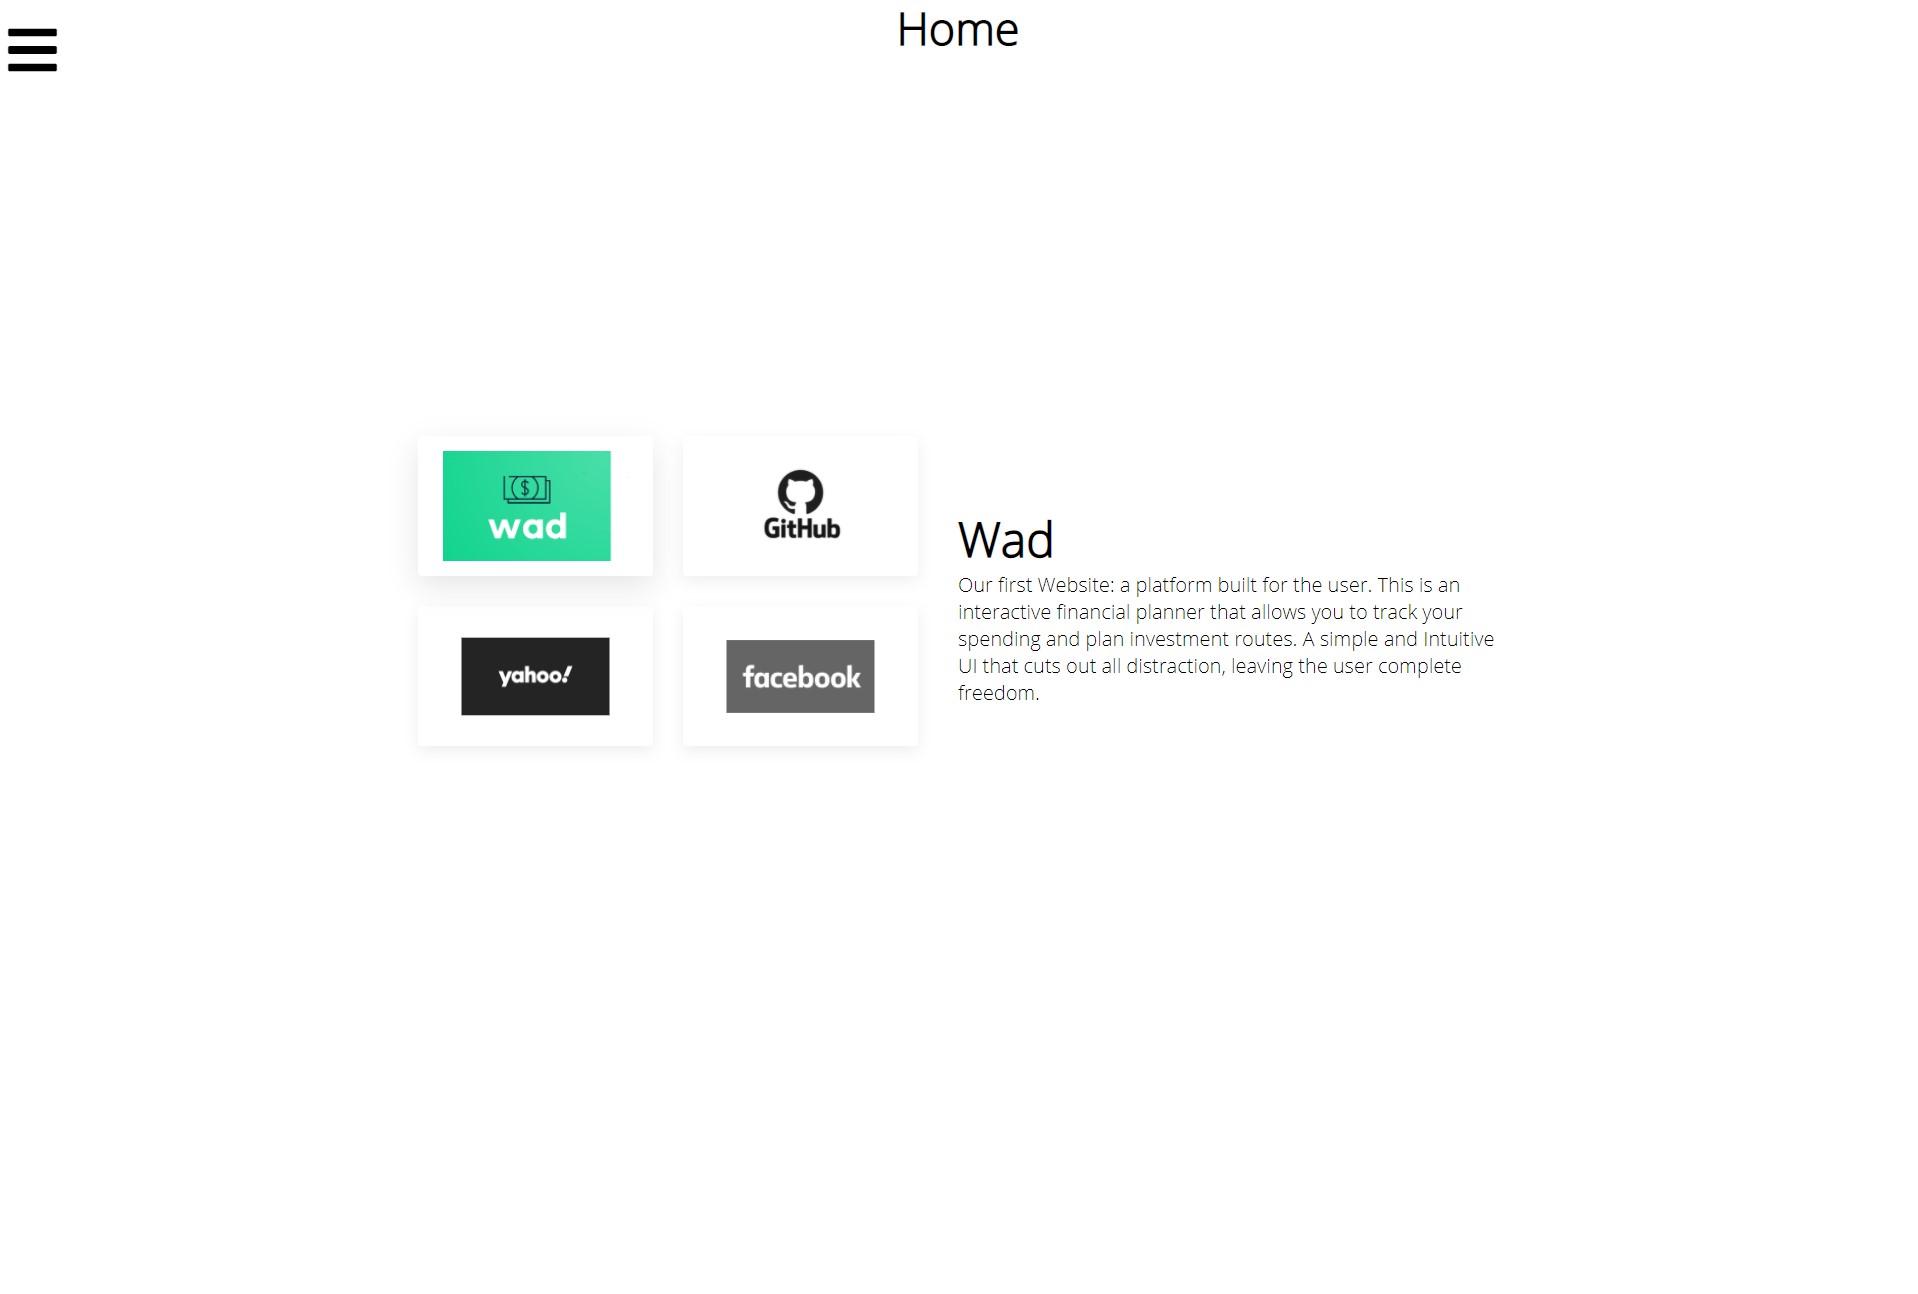 Home
$
wad
GitHub
yahoo!
facebook
Wad
Our first Website: a platform built for the user. This is an
interactive financial planner that allows you to track your
spending and plan investment routes. A simple and Intuitive
UI that cuts out all distraction, leaving the user complete
freedom.